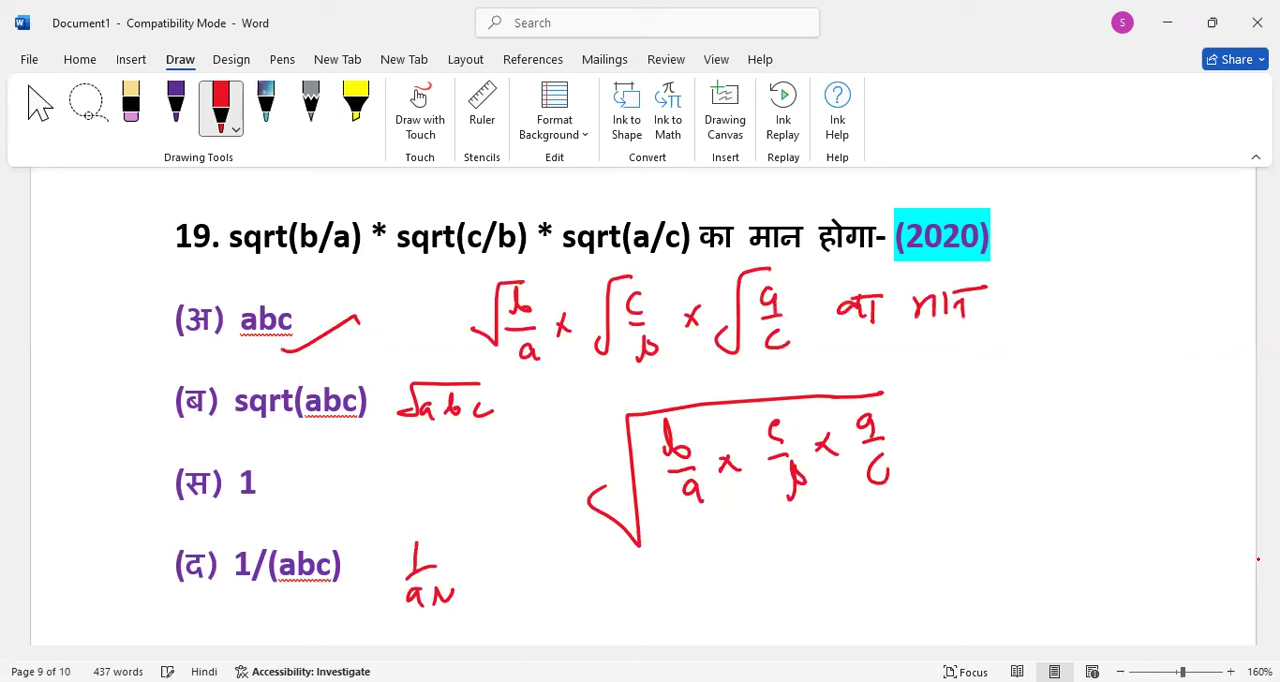 Document1 - Compatibility Mode - Word
Search
S
File Home Insert Draw Design Pens New Tab New Tab Layout References Mailings Review View Help
Share
Draw with Touch
Ruler
Format Background
Ink to Shape
Ink to Math
Drawing Canvas
Ink Replay
Ink Help
Drawing Tools Touch Stencils Edit Convert Insert Replay Help
19. sqrt(b/a) * sqrt(c/b) * sqrt(a/c) का मान होगा- (2020)
(अ) abc
√b/a × √c/b × √a/c का मान
(ब) sqrt(abc) √abc
√b/a × c/b × a/c
(स) 1
(द) 1/(abc)
Page 9 of 10 437 words Hindi Accessibility: Investigate Focus 160%